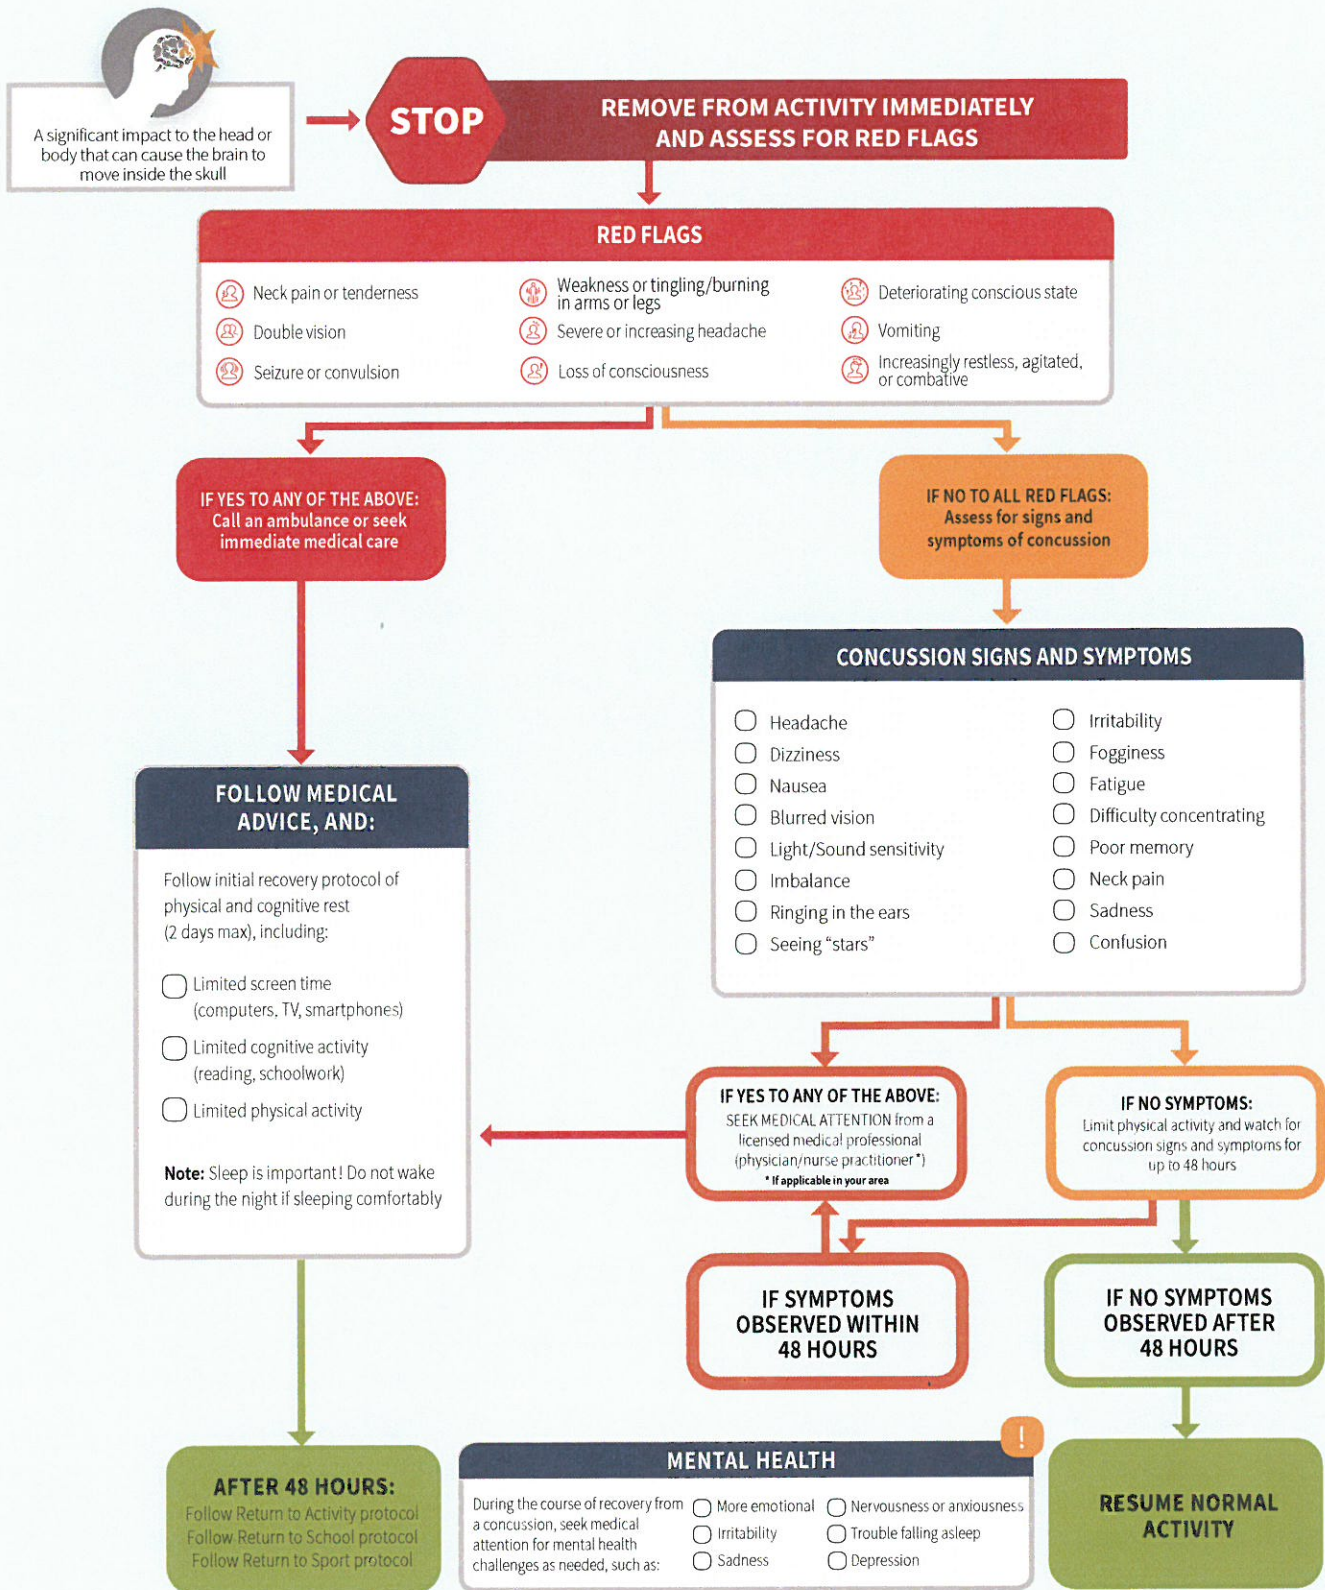 A significant impact to the head or
body that can cause the brain to
move inside the skull
STOP
REMOVE FROM ACTIVITY IMMEDIATELY
AND ASSESS FOR RED FLAGS
RED FLAGS
Neck pain or tenderness
Double vision
Seizure or convulsion
Weakness or tingling/burning
in arms or legs
Severe or increasing headache
Loss of consciousness
Deteriorating conscious state
Vomiting
Increasingly restless, agitated,
or combative
IF YES TO ANY OF THE ABOVE:
Call an ambulance or seek
immediate medical care
IF NO TO ALL RED FLAGS:
Assess for signs and
symptoms of concussion
CONCUSSION SIGNS AND SYMPTOMS
Headache
Dizziness
Nausea
Blurred vision
Light/Sound sensitivity
Imbalance
Ringing in the ears
Seeing “stars”
Irritability
Fogginess
Fatigue
Difficulty concentrating
Poor memory
Neck pain
Sadness
Confusion
FOLLOW MEDICAL
ADVICE, AND:
Follow initial recovery protocol of
physical and cognitive rest
(2 days max), including:
Limited screen time
(computers, TV, smartphones)
Limited cognitive activity
(reading, schoolwork)
Limited physical activity
Note: Sleep is important! Do not wake
during the night if sleeping comfortably
IF YES TO ANY OF THE ABOVE:
SEEK MEDICAL ATTENTION from a
licensed medical professional
(physician/nurse practitioner*)
* If applicable in your area
IF NO SYMPTOMS:
Limit physical activity and watch for
concussion signs and symptoms for
up to 48 hours
IF SYMPTOMS
OBSERVED WITHIN
48 HOURS
IF NO SYMPTOMS
OBSERVED AFTER
48 HOURS
AFTER 48 HOURS:
Follow Return to Activity protocol
Follow Return to School protocol
Follow Return to Sport protocol
!
MENTAL HEALTH
During the course of recovery from
a concussion, seek medical
attention for mental health
challenges as needed, such as:
More emotional
Irritability
Sadness
Nervousness or anxiousness
Trouble falling asleep
Depression
RESUME NORMAL
ACTIVITY